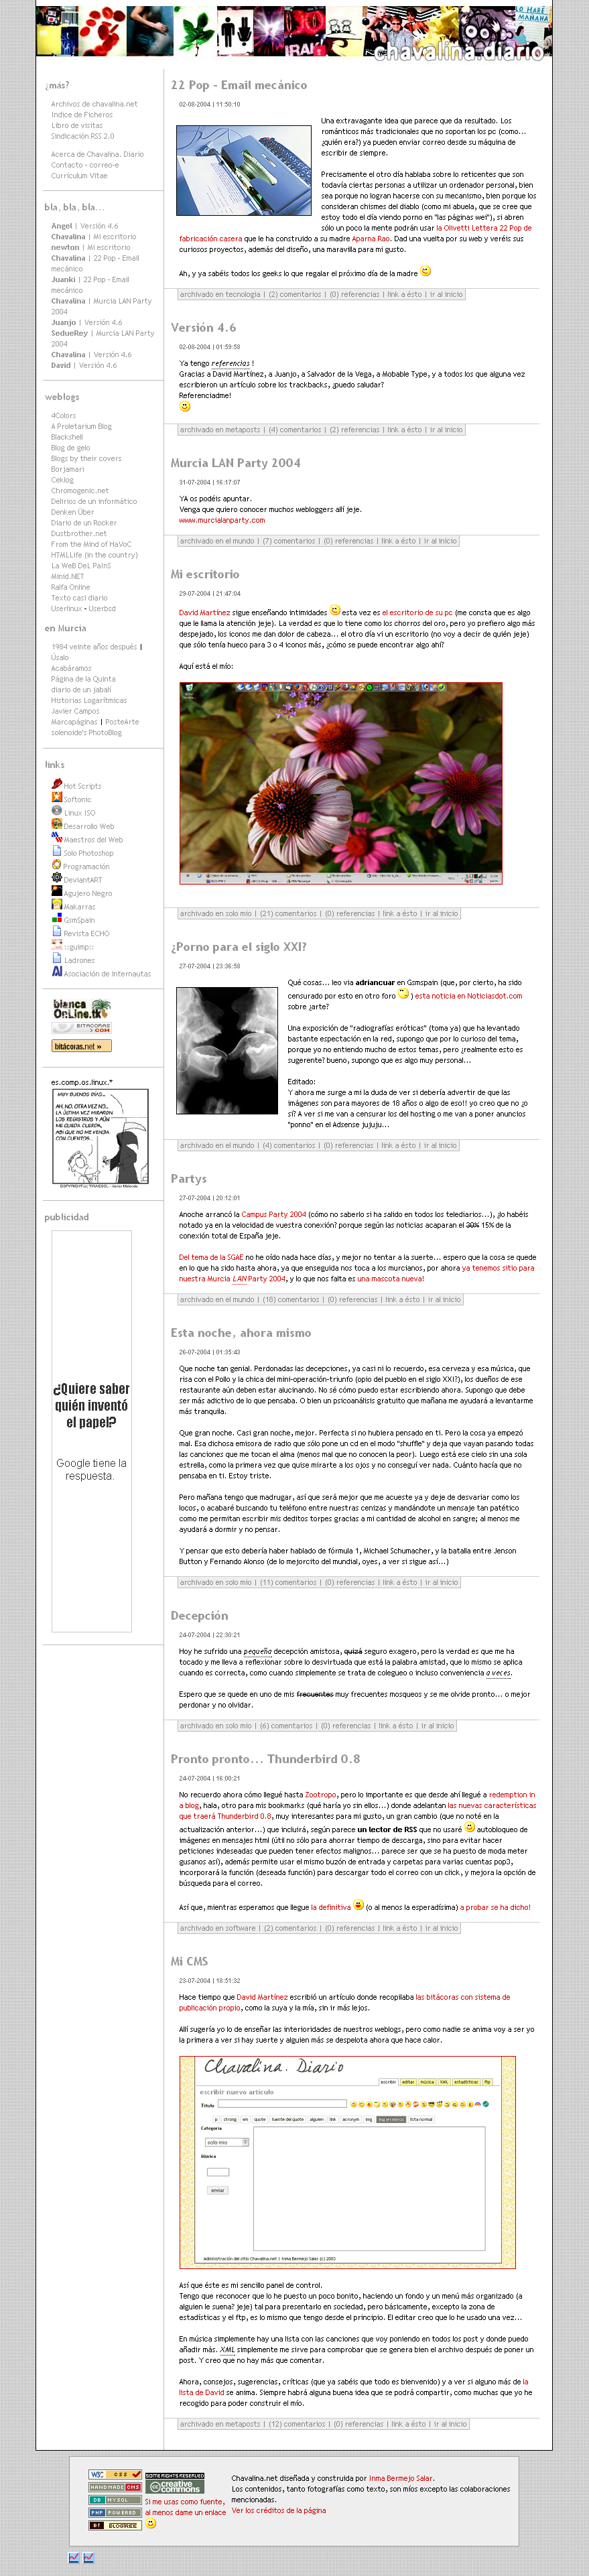 chavalina.diario
¿más?
Archivos de chavalina.net
Indice de Ficheros
Libro de visitas
Sindicación RSS 2.0
Acerca de Chavalina. Diario
Contacto - correo-e
Currículum Vitae
bla, bla, bla...
Angel | Versión 4.6
Chavalina | Mi escritorio
newton | Mi escritorio
Chavalina | 22 Pop - Email
mecánico
Juanki | 22 Pop - Email
mecánico
Chavalina | Murcia LAN Party
2004
Juanjo | Versión 4.6
SedueRey | Murcia LAN Party
2004
Chavalina | Versión 4.6
David | Versión 4.6
weblogs
4Colors
A Proletarium Blog
Blackshell
Blog de gelo
Blogs by their covers
Borjamari
Ceklog
Chromogenic.net
Delirios de un informático
Denken Über
Diario de un Rocker
Dustbrother.net
From the Mind of HaVoC
HTMLLife (in the country)
La WeB DeL PaInS
Minid.NET
Ralfa Online
Texto casi diario
Userlinux - Userbsd
en Murcia
1984 veinte años después |
Úsalo
Acabáramos
Página de la Quinta
diario de un jabalí
Historias Logarítmicas
Javier Campos
Marcapáginas | PosteArte
solenoide's PhotoBlog
links
Hot Scripts
Softonic
Linux ISO
Desarrollo Web
Maestros del Web
Solo Photoshop
Programación
DeviantART
Agujero Negro
Makarras
GsmSpain
Revista ECHO
::guimp::
Ladrones
Asociación de Internautas
blanca
OnLine.tk
BITACORAS
.COM
bitácoras.net »
es.comp.os.linux.*
publicidad
¿Quiere saber
quién inventó
el papel?
Google tiene la
respuesta.
22 Pop - Email mecánico
02-08-2004 | 11:50:10
Una extravagante idea que parece que da resultado. Los
románticos más tradicionales que no soportan los pc (como...
¿quién era?) ya pueden enviar correo desde su máquina de
escribir de siempre.
Precisamente el otro día hablaba sobre lo reticentes que son
todavía ciertas personas a utilizar un ordenador personal, bien
sea porque no logran hacerse con su mecanismo, bien porque los
consideran chismes del diablo (como mi abuela, que se cree que
estoy todo el día viendo porno en "las páginas wei"), si bien
sólo un poco la mente podrán usar la Olivetti Lettera 22 Pop de
fabricación casera que le ha construido a su madre Aparna Rao. Dad una vuelta por su web y veréis sus
curiosos proyectos, además del diseño, una maravilla para mi gusto.
Ah, y ya sabéis todos los geeks lo que regalar el próximo día de la madre
archivado en tecnologia | (2) comentarios | (0) referencias | link a ésto | ir al inicio
Versión 4.6
02-08-2004 | 01:59:58
Ya tengo referencias !
Gracias a David Martínez, a Juanjo, a Salvador de la Vega, a Mobable Type, y a todos los que alguna vez
escribieron un artículo sobre los trackbacks, ¿puedo saludar?
Referenciadme!
archivado en metaposts | (4) comentarios | (2) referencias | link a ésto | ir al inicio
Murcia LAN Party 2004
31-07-2004 | 16:17:07
YA os podéis apuntar.
Venga que quiero conocer muchos webloggers allí jeje.
www.murcialanparty.com
archivado en el mundo | (7) comentarios | (0) referencias | link a ésto | ir al inicio
Mi escritorio
29-07-2004 | 21:47:04
David Martínez sigue enseñando intimidades esta vez es el escritorio de su pc (me consta que es algo
que le llama la atención jeje). La verdad es que lo tiene como los chorros del oro, pero yo prefiero algo más
despejado, los iconos me dan dolor de cabeza... el otro día vi un escritorio (no voy a decir de quién jeje)
que sólo tenía hueco para 3 o 4 iconos más, ¿cómo se puede encontrar algo ahí?
Aquí está el mío:
archivado en solo mio | (21) comentarios | (0) referencias | link a ésto | ir al inicio
¿Porno para el siglo XXI?
27-07-2004 | 23:36:58
Qué cosas... leo via adriancuar en Gsmspain (que, por cierto, ha sido
censurado por esto en otro foro ) esta noticia en Noticiasdot.com
sobre ¿arte?
Una exposición de "radiografías eróticas" (toma ya) que ha levantado
bastante espectación en la red, supongo que por lo curioso del tema,
porque yo no entiendo mucho de estos temas, pero ¿realmente esto es
sugerente? bueno, supongo que es algo muy personal...
Editado:
Y ahora me surge a mi la duda de ver si debería advertir de que las
imágenes son para mayores de 18 años o algo de eso!! yo creo que no ¿o
sí? A ver si me van a censurar los del hosting o me van a poner anuncios
"porno" en el Adsense jujuju...
archivado en el mundo | (4) comentarios | (0) referencias | link a ésto | ir al inicio
Partys
27-07-2004 | 20:12:01
Anoche arrancó la Campus Party 2004 (cómo no saberlo si ha salido en todos los telediarios...), ¿lo habéis
notado ya en la velocidad de vuestra conexión? porque según las noticias acaparan el 30% 15% de la
conexión total de España jeje.
Del tema de la SGAE no he oído nada hace días, y mejor no tentar a la suerte... espero que la cosa se quede
en lo que ha sido hasta ahora, ya que enseguida nos toca a los murcianos, por ahora ya tenemos sitio para
nuestra Murcia LAN Party 2004, y lo que nos falta es una mascota nueva!
archivado en el mundo | (18) comentarios | (0) referencias | link a ésto | ir al inicio
Esta noche, ahora mismo
26-07-2004 | 01:35:43
Que noche tan genial. Perdonadas las decepciones, ya casi ni lo recuerdo, esa cerveza y esa música, que
risa con el Pollo y la chica del mini-operación-triunfo (opio del pueblo en el siglo XXI?), los dueños de ese
restaurante aún deben estar alucinando. No sé cómo puedo estar escribiendo ahora. Supongo que debe
ser más adictivo de lo que pensaba. O bien un psicoanálisis gratuito que mañana me ayudará a levantarme
más tranquila.
Que gran noche. Casi gran noche, mejor. Perfecta si no hubiera pensado en ti. Pero la cosa ya empezó
mal. Esa dichosa emisora de radio que sólo pone un cd en modo "shuffle" y deja que vayan pasando todas
las canciones que me tocan el alma (menos mal que no conocen la peor). Luego está ese cielo sin una sola
estrella, como la primera vez que quise mirarte a los ojos y no conseguí ver nada. Cuánto hacía que no
pensaba en ti. Estoy triste.
Pero mañana tengo que madrugar, así que será mejor que me acueste ya y deje de desvariar como los
locos, o acabaré buscando tu teléfono entre nuestras cenizas y mandándote un mensaje tan patético
como me permitan escribir mis deditos torpes gracias a mi cantidad de alcohol en sangre. O al menos me
ayudará a dormir y no pensar.
Y pensar que esto debería haber hablado de fórmula 1, Michael Schumacher, y la batalla entre Jenson
Button y Fernando Alonso (de lo mejorcito del mundial, oyes, a ver si sigue así...)
archivado en solo mio | (11) comentarios | (0) referencias | link a ésto | ir al inicio
Decepción
24-07-2004 | 22:30:21
Hoy he sufrido una pequeña decepción amistosa, quizá seguro exagero, pero la verdad es que me ha
tocado y me lleva a reflexionar sobre lo desvirtuada que está la palabra amistad, que lo mismo se aplica
cuando es correcta, como cuando simplemente se trata de colegueo o incluso conveniencia a veces.
Espero que se quede en uno de mis frecuentes muy frecuentes mosqueos y se me olvide pronto... o mejor
perdonar y no olvidar.
archivado en solo mio | (6) comentarios | (0) referencias | link a ésto | ir al inicio
Pronto pronto... Thunderbird 0.8
24-07-2004 | 16:00:21
No recuerdo ahora cómo llegué hasta Zootropo, pero lo importante es que desde ahí llegué a redemption in
a blog, hala, otro para mis bookmarks (qué haría yo sin ellos...) donde adelantan las nuevas características
que traerá Thunderbird 0.8, muy interesantes para mi gusto, un gran cambio (que no noté en la
actualización anterior...) que incluirá, según parece un lector de RSS que no usaré autobloqueo de
imágenes en mensajes html (útil no sólo para ahorrar tiempo de descarga, sino para evitar hacer
peticiones indeseadas que pueden tener efectos malignos... parece ser que se ha puesto de moda meter
gusanos así), además permite usar el mismo buzón de entrada y carpetas para varias cuentas pop3,
incorporará la función (deseada función) para descargar todo el correo con un click, y mejora la opción de
búsqueda para el correo.
Así que, mientras esperamos que llegue la definitiva (o al menos la esperadísima) a probar se ha dicho!
archivado en software | (2) comentarios | (0) referencias | link a ésto | ir al inicio
Mi CMS
23-07-2004 | 18:51:32
Hace tiempo que David Martínez escribió un artículo donde recopilaba las bitácoras con sistema de
publicación propio, como la suya y la mía, sin ir más lejos.
Allí sugería yo lo de enseñar las interioridades de nuestros weblogs, pero como nadie se anima voy a ser yo
la primera a ver si hay suerte y alguien más se despelota ahora que hace calor.
Chavalina. Diario
escribir editar música XML estadísticas ftp
escribir nuevo artículo
Título
p strong em quote fuente del quote alguien link acronym img lista normal
Categoría
solo mio
Música
enviar
Administración del sitio Chavalina.net | Inma Bermejo Salas (c) 2003
Así que éste es mi sencillo panel de control.
Tengo que reconocer que lo he puesto un poco bonito, haciendo un fondo y un menú más organizado (a
alguien le suena? jeje) tal para presentarlo en sociedad, pero básicamente, excepto la zona de
estadísticas y el ftp, es lo mismo que tengo desde el principio. El editar creo que lo he usado una vez...
En música simplemente hay una lista con las canciones que voy poniendo en todos los post y donde puedo
añadir más. XML simplemente me sirve para comprobar que se genera bien el archivo después de poner un
post. Y creo que no hay más que comentar.
Ahora, consejos, sugerencias, críticas (que ya sabéis que todo es bienvenido) y a ver si alguno más de la
lista de David se anima. Siempre habrá alguna buena idea que se podrá compartir, como muchas que yo he
recogido para poder construir el mío.
archivado en metaposts | (12) comentarios | (0) referencias | link a ésto | ir al inicio
W3C CSS
HANDMADE CMS
DB MYSQL
PHP POWERED
BT BLOGTREE
SOME RIGHTS RESERVED
creative commons
Si me usas como fuente,
al menos dame un enlace
Chavalina.net diseñada y construida por Inma Bermejo Salar.
Los contenidos, tanto fotografías como texto, son míos excepto las colaboraciones
mencionadas.
Ver los créditos de la página